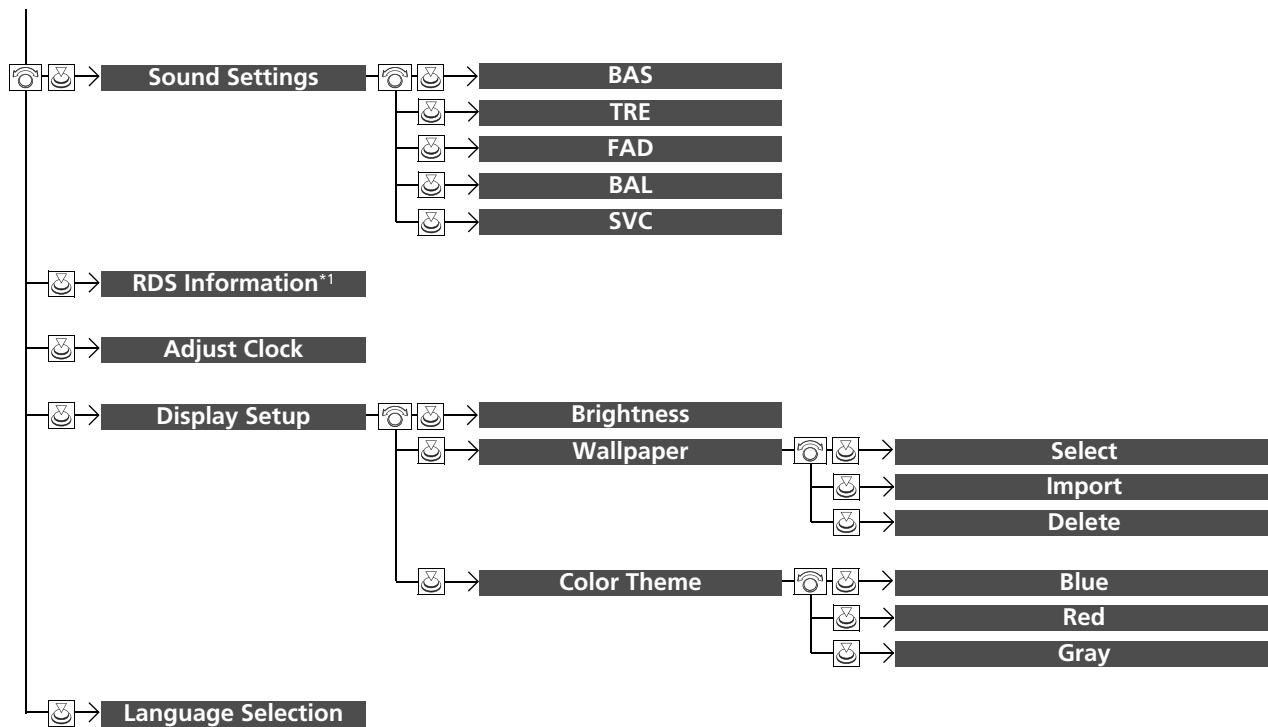 Sound Settings
BAS
TRE
FAD
BAL
SVC
RDS Information*1
Adjust Clock
Display Setup
Brightness
Wallpaper
Select
Import
Delete
Color Theme
Blue
Red
Gray
Language Selection